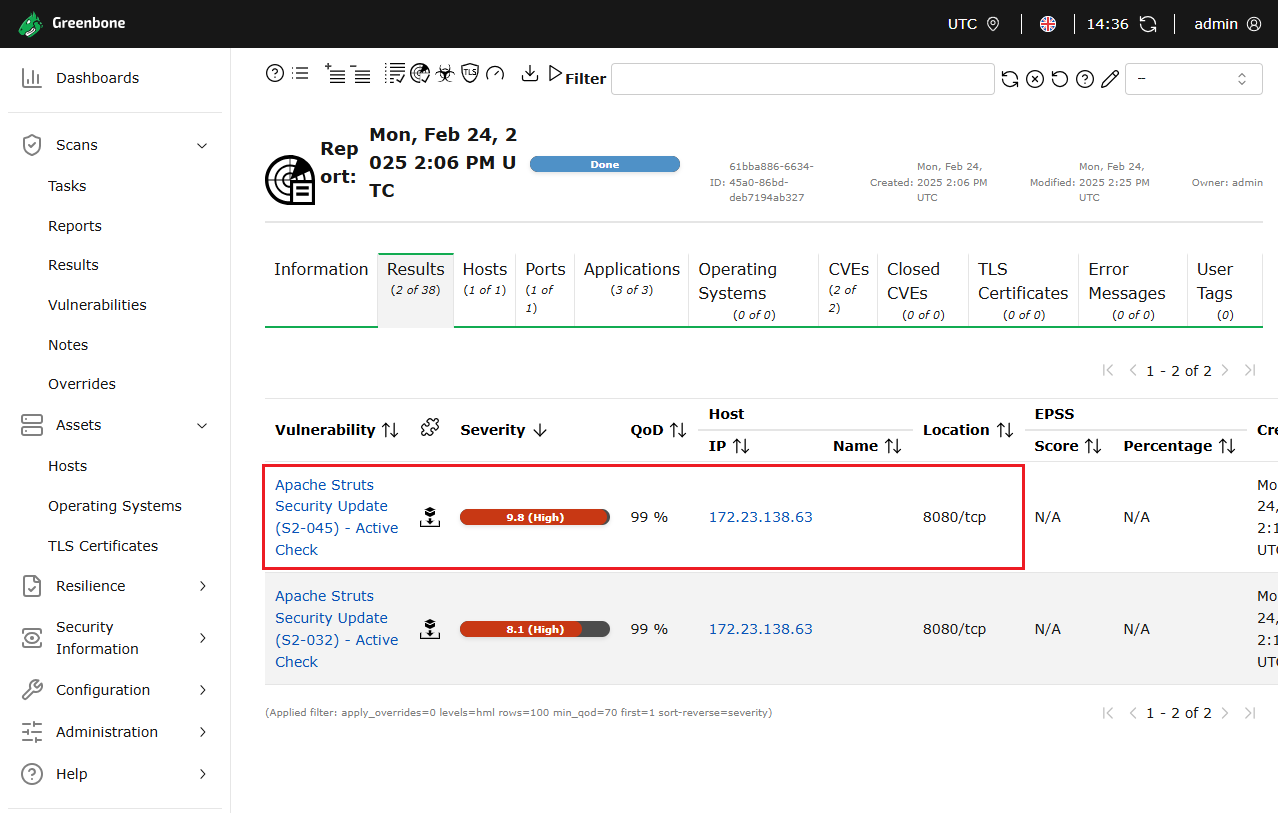 Greenbone
UTC
14:36
admin
Dashboards
Scans
Tasks
Reports
Results
Vulnerabilities
Notes
Overrides
Assets
Hosts
Operating Systems
TLS Certificates
Resilience
Security
Information
Configuration
Administration
Help
TLS
Filter
--
Rep
ort:
Mon, Feb 24, 2
025 2:06 PM U
TC
Done
ID:
61bba886-6634-
45a0-86bd-
deb7194ab327
Created:
Mon, Feb 24,
2025 2:06 PM
UTC
Modified:
Mon, Feb 24,
2025 2:25 PM
UTC
Owner: admin
Information
Results
(2 of 38)
Hosts
(1 of 1)
Ports
(1 of
1)
Applications
(3 of 3)
Operating
Systems
(0 of 0)
CVEs
(2 of
2)
Closed
CVEs
(0 of 0)
TLS
Certificates
(0 of 0)
Error
Messages
(0 of 0)
User
Tags
(0)
1 - 2 of 2
Vulnerability
Severity
QoD
Host
IP
Name
Location
EPSS
Score
Percentage
Cre
Apache Struts
Security Update
(S2-045) - Active
Check
9.8 (High)
99 %
172.23.138.63
8080/tcp
N/A
N/A
Mo
24,
2:1
UTC
Apache Struts
Security Update
(S2-032) - Active
Check
8.1 (High)
99 %
172.23.138.63
8080/tcp
N/A
N/A
Mo
24,
2:1
UTC
(Applied filter: apply_overrides=0 levels=hml rows=100 min_qod=70 first=1 sort-reverse=severity)
1 - 2 of 2